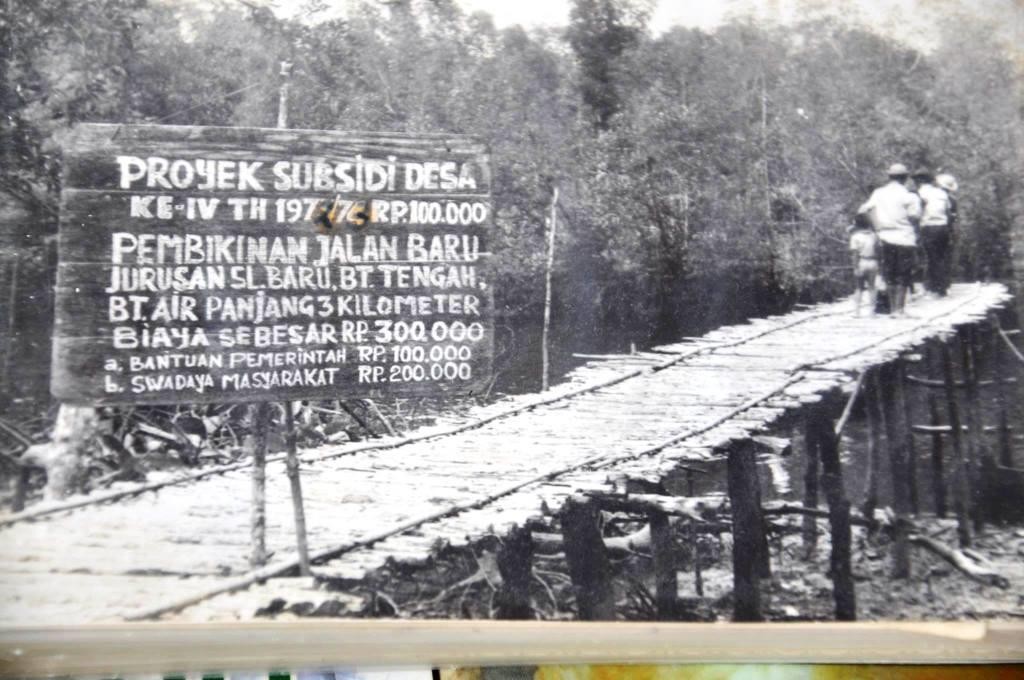 PROYEK SUBSIDI DESA
KE-IV TH 197 RP.100.000
PEMBIKINAN JALAN BARU
JURUSAN SL.BARU, BT. TENGAH,
BT. AIR PANJANG 3 KILOMETER
BIAYA SEBESAR RP. 300.000
a. BANTUAN PEMERINTAH RP. 100.000
b. SWADAYA MASYARAKAT RP. 200.000